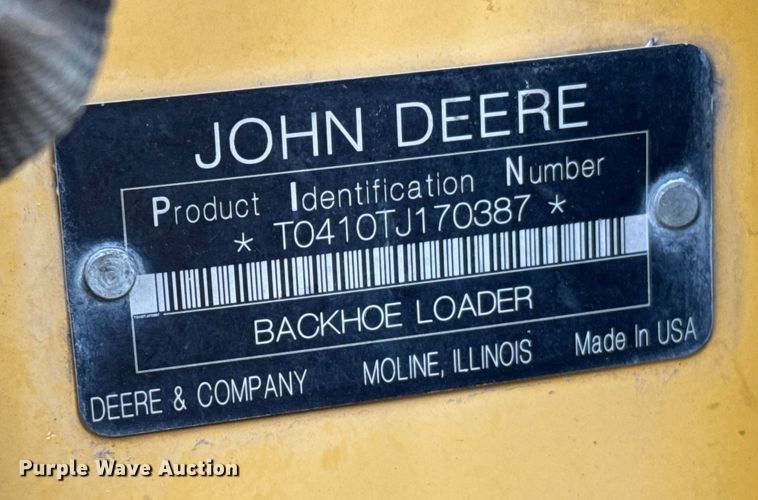 JOHN DEERE
Product Identification Number
* T0410TJ170387 *
BACKHOE LOADER
DEERE & COMPANY MOLINE, ILLINOIS Made In USA
Purple Wave Auction